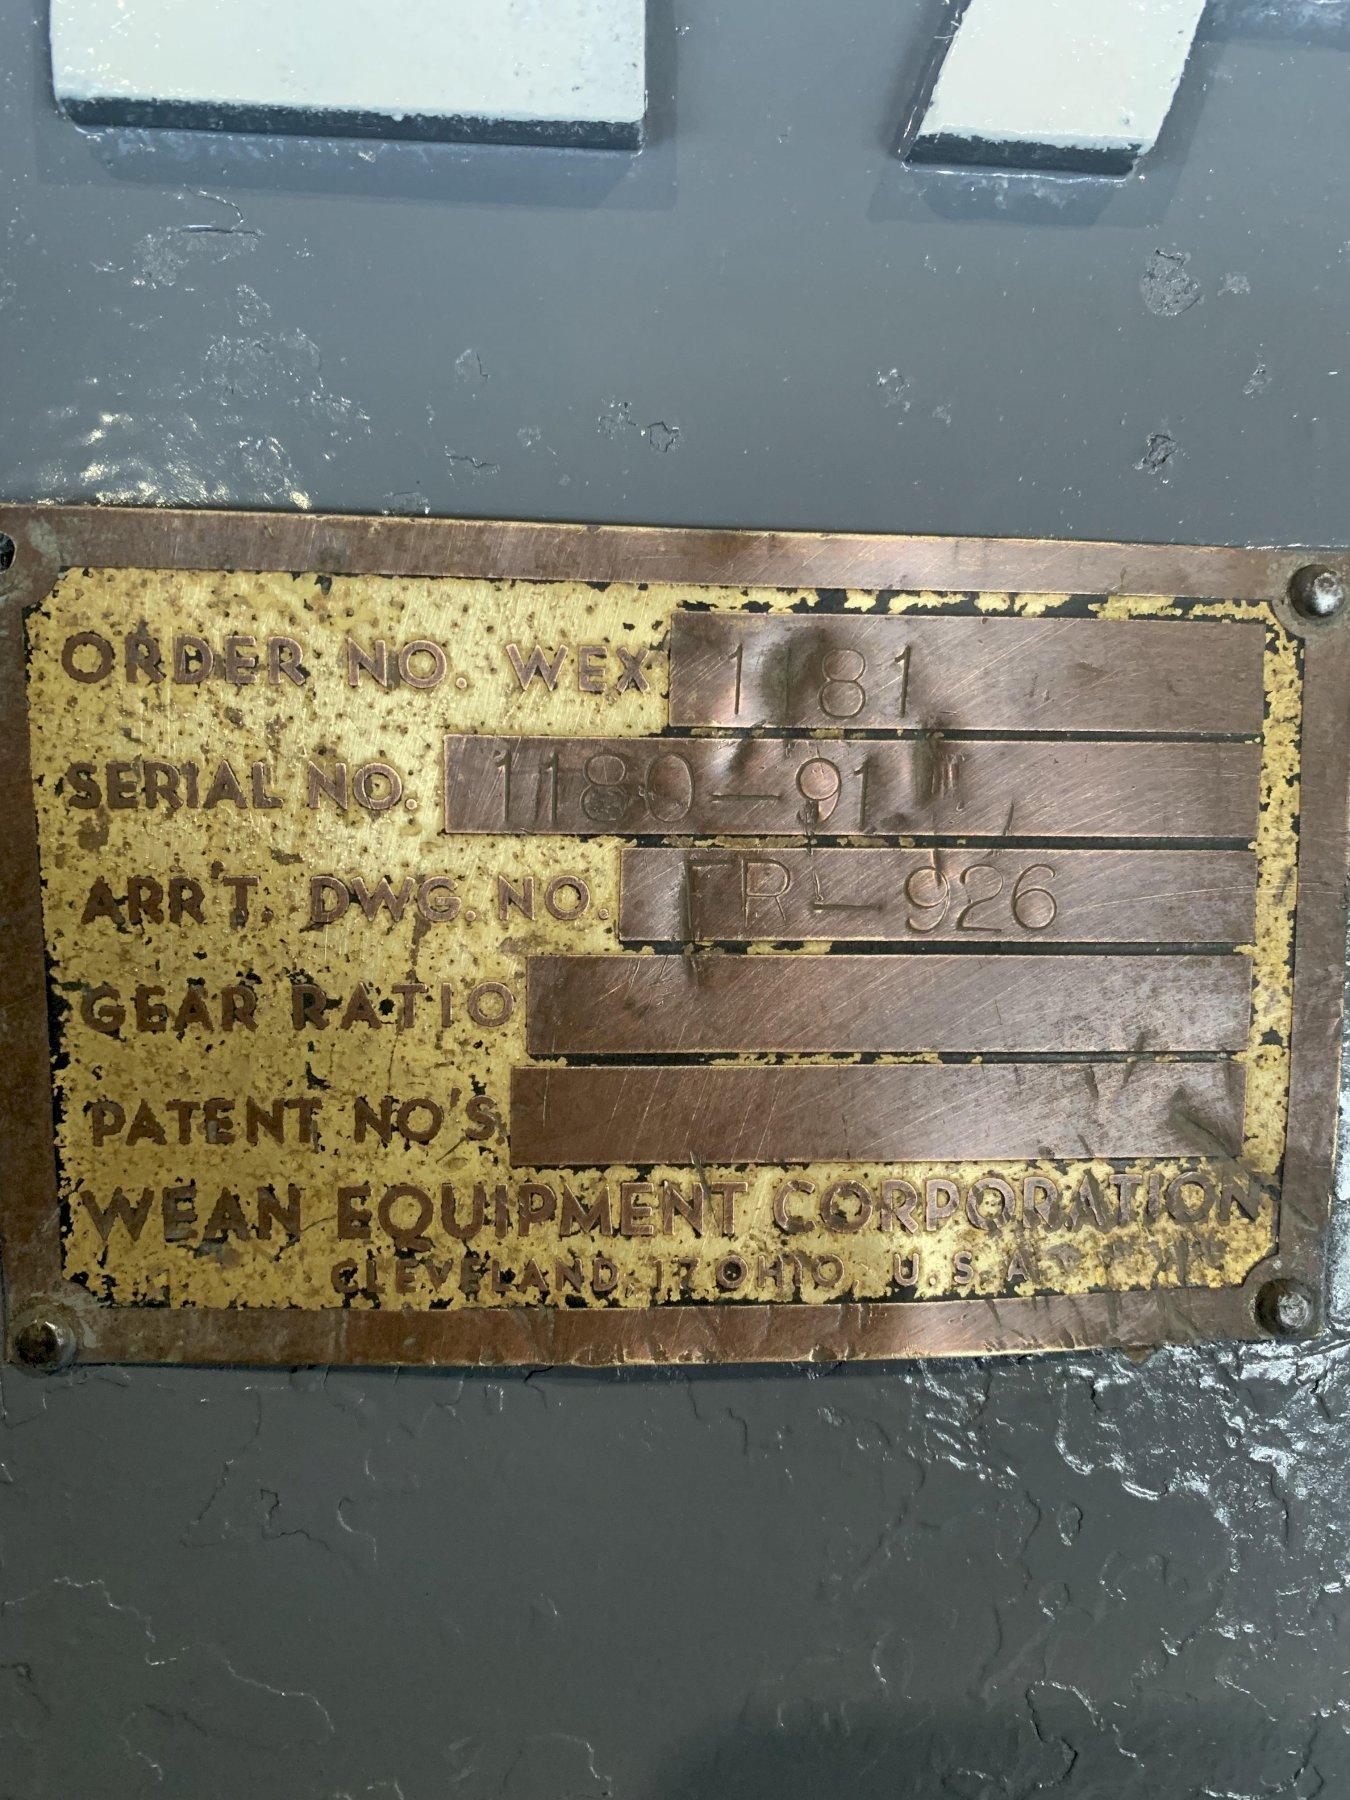 ORDER NO. WEX 1181
SERIAL NO. 1180-91
ARR'T. DWG. NO. FR-926
GEAR RATIO
PATENT NO'S.
WEAN EQUIPMENT CORPORATION
CLEVELAND, 17 OHIO, U.S.A.